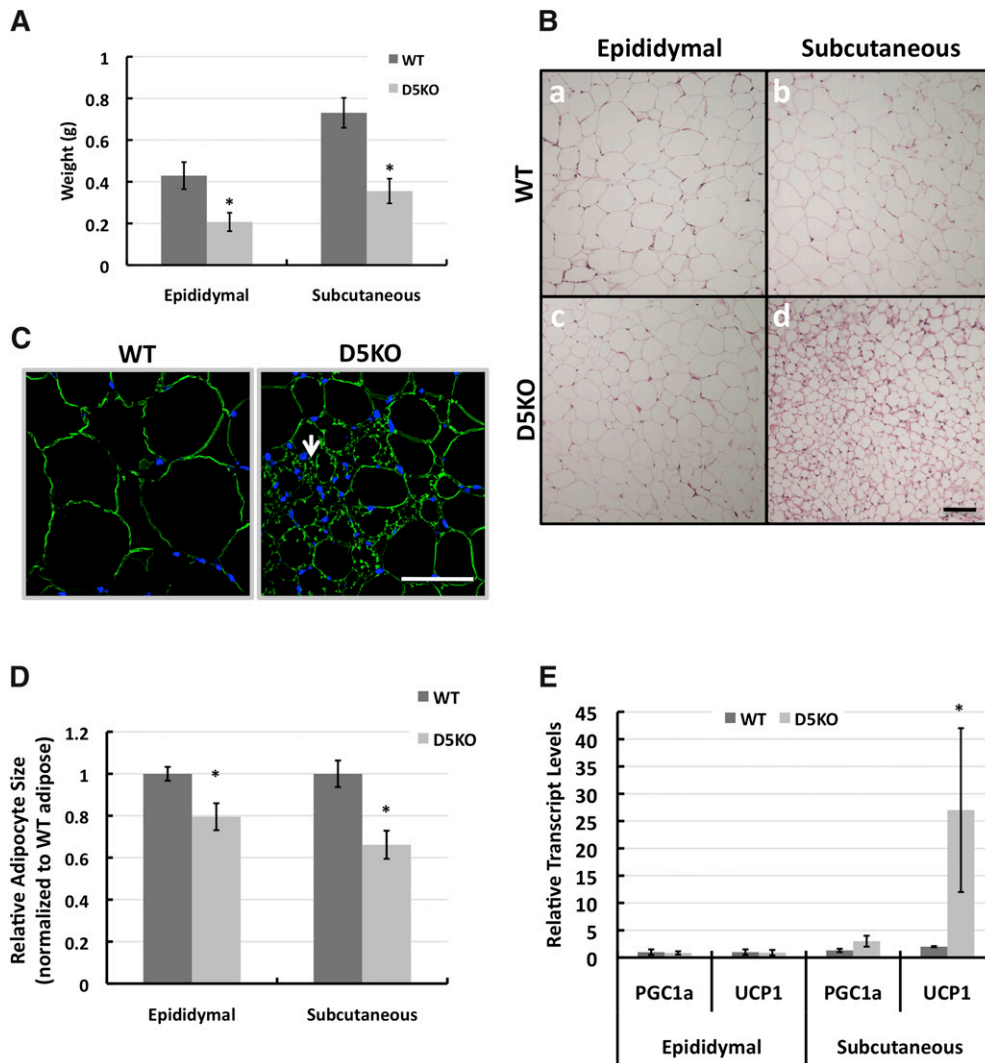 A
1
0.8
0.6
0.4
0.2
0
Weight (g)
WT
D5KO
*
*
Epididymal
Subcutaneous
B
Epididymal
Subcutaneous
WT
D5KO
a
b
c
d
C
WT
D5KO
D
WT
D5KO
1.2
1
0.8
0.6
0.4
0.2
0
Relative Adipocyte Size
(normalized to WT adipose)
*
*
Epididymal
Subcutaneous
E
45
40
35
30
25
20
15
10
5
0
Relative Transcript Levels
WT
D5KO
*
PGC1a
UCP1
PGC1a
UCP1
Epididymal
Subcutaneous